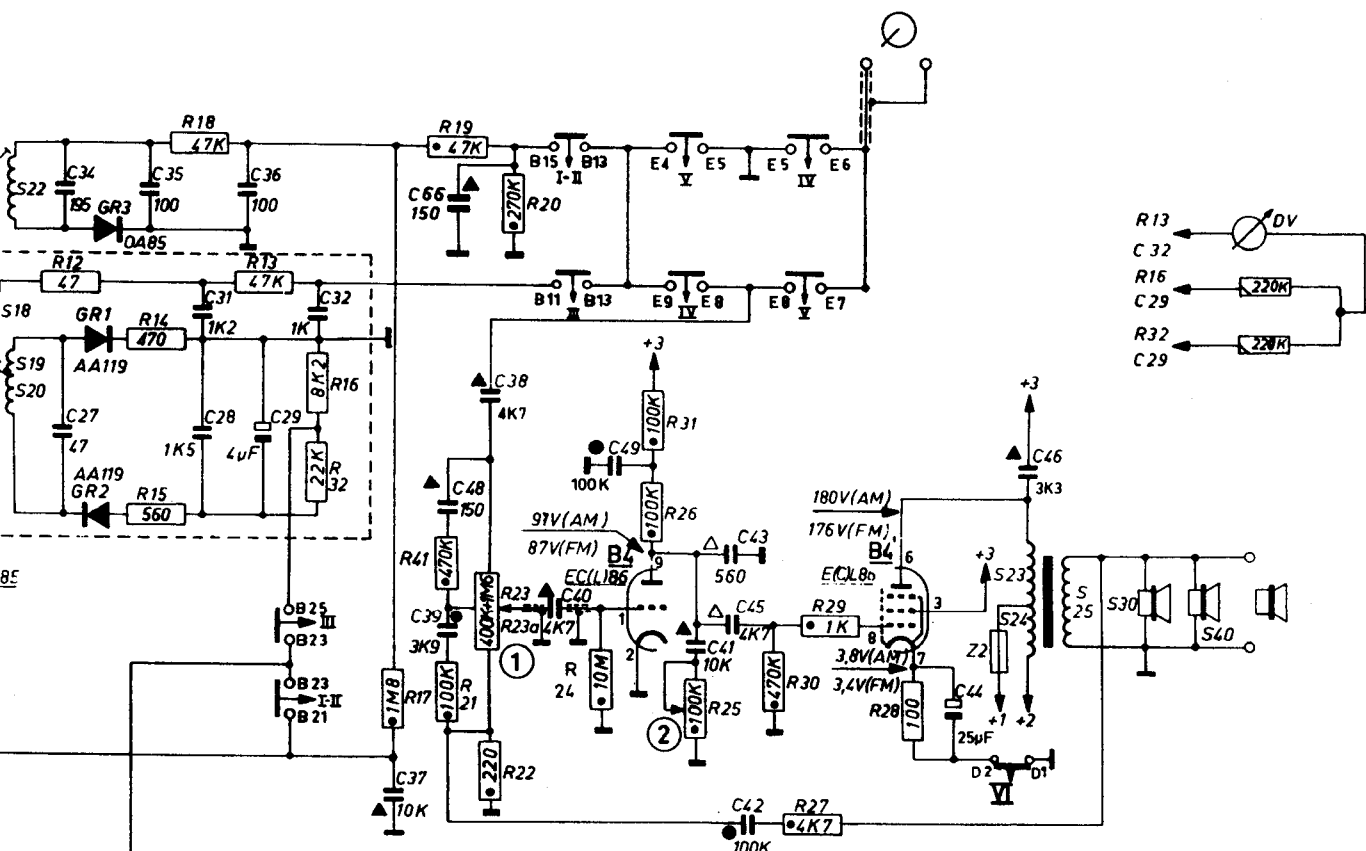 R18
47K
R19
47K
B15 B13
I-II
E4 E5
V
E5 E6
IV
C34
195
C35
100
C36
100
S22
GR3
OA85
C66
150
270K
R20
R13
C32
R16
C29
R32
C29
DV
220K
220K
R12
47
R13
47K
S18
C31
1K2
C32
1K
B11 B13
III
E9 E8
IV
E8 E7
V
GR1
AA119
R14
470
S19
S20
8K2
R16
C27
47
C28
1K5
C29
4µF
22K
R
32
AA119
GR2
R15
560
+3
C38
4K7
100K
R31
C49
100K
100K
R26
C48
150
R41
470K
91V(AM)
87V(FM)
B4
EC(L)86
9
C43
560
+3
C46
3K3
180V(AM)
176V(FM)
B4
6
E(C)L86
+3
S23
S24
S
25
S30
S40
85
B25
III
B23
B23
I-II
B21
C39
3K9
400K+1M6
R23
R23a
C40
4K7
1
2
C45
4K7
R29
1K
8
3
7
1
C41
10K
R
24
10M
100K
R25
2
470K
R30
3,8V(AM)
3,4V(FM)
R28
100
C44
25µF
Z2
+1 +2
D2 D1
VI
1M8
R17
100K
R
21
220
R22
C37
10K
C42
100K
R27
4K7